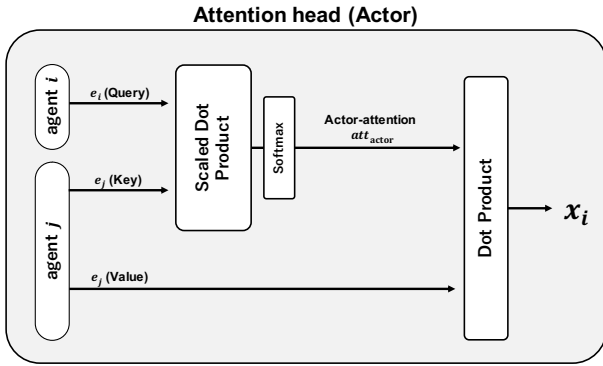 Attention head (Actor)
agent i
e_i (Query)
Scaled Dot
Product
Softmax
Actor-attention
att_actor
agent j
e_j (Key)
e_j (Value)
Dot Product
x_i